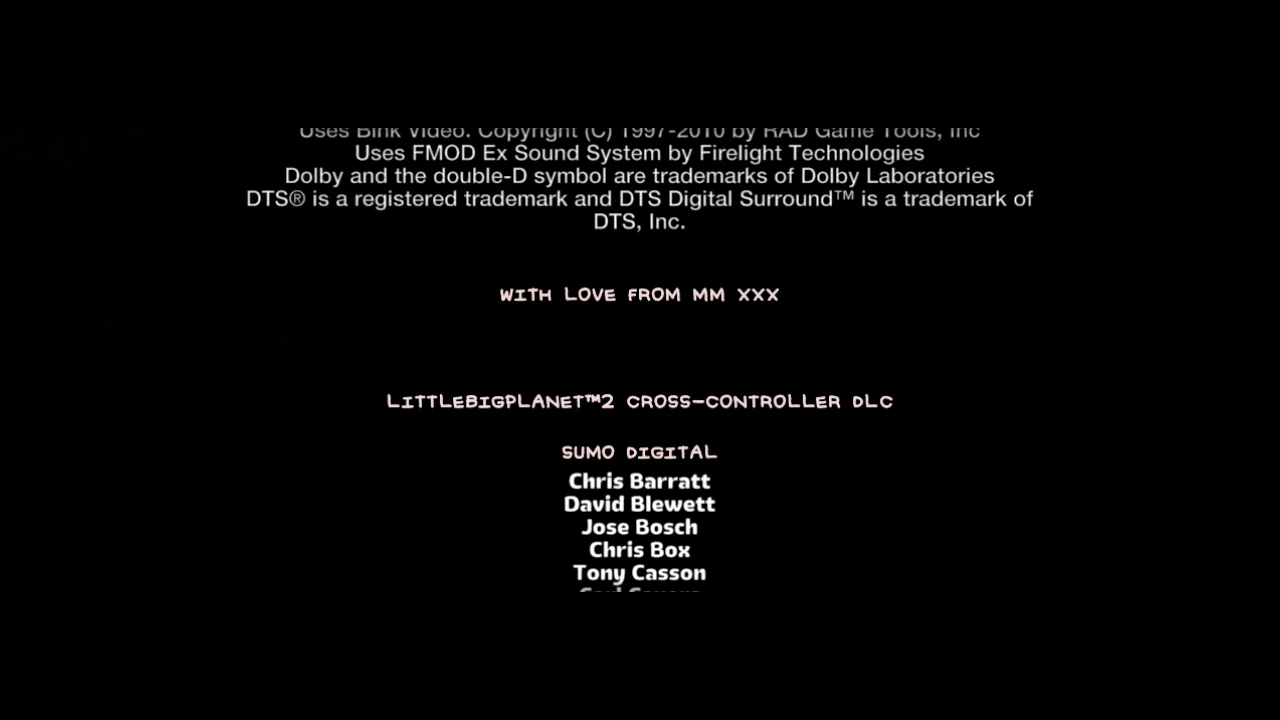 Uses Bink Video. Copyright (C) 1997-2010 by RAD Game Tools, Inc
Uses FMOD Ex Sound System by Firelight Technologies
Dolby and the double-D symbol are trademarks of Dolby Laboratories
DTS® is a registered trademark and DTS Digital Surround™ is a trademark of
DTS, Inc.
WITH LOVE FROM MM XXX
LITTLEBIGPLANET™2 CROSS-CONTROLLER DLC
SUMO DIGITAL
Chris Barratt
David Blewett
Jose Bosch
Chris Box
Tony Casson